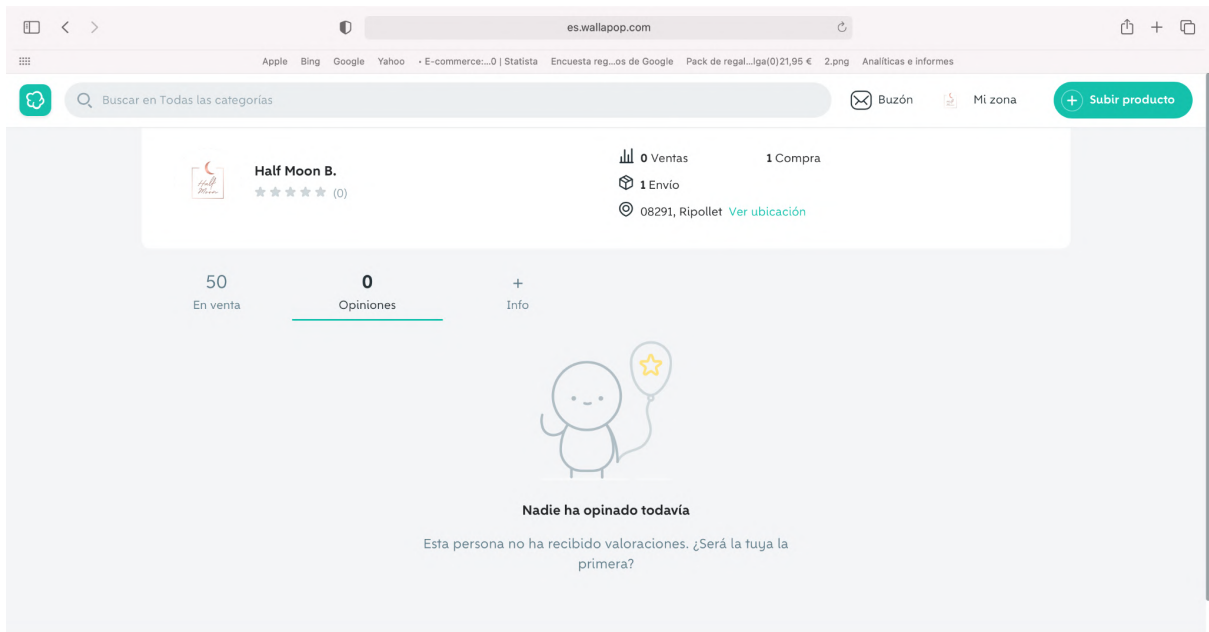 es.wallapop.com
Apple Bing Google Yahoo • E-commerce:...0 | Statista Encuesta reg...os de Google Pack de regal...lga(0)21,95 € 2.png Analíticas e informes
Buscar en Todas las categorías
Buzón
Mi zona
+ Subir producto
Half Moon
Half Moon B.
(0)
0 Ventas
1 Compra
1 Envío
08291, Ripollet Ver ubicación
50
En venta
0
Opiniones
+
Info
Nadie ha opinado todavía
Esta persona no ha recibido valoraciones. ¿Será la tuya la
primera?